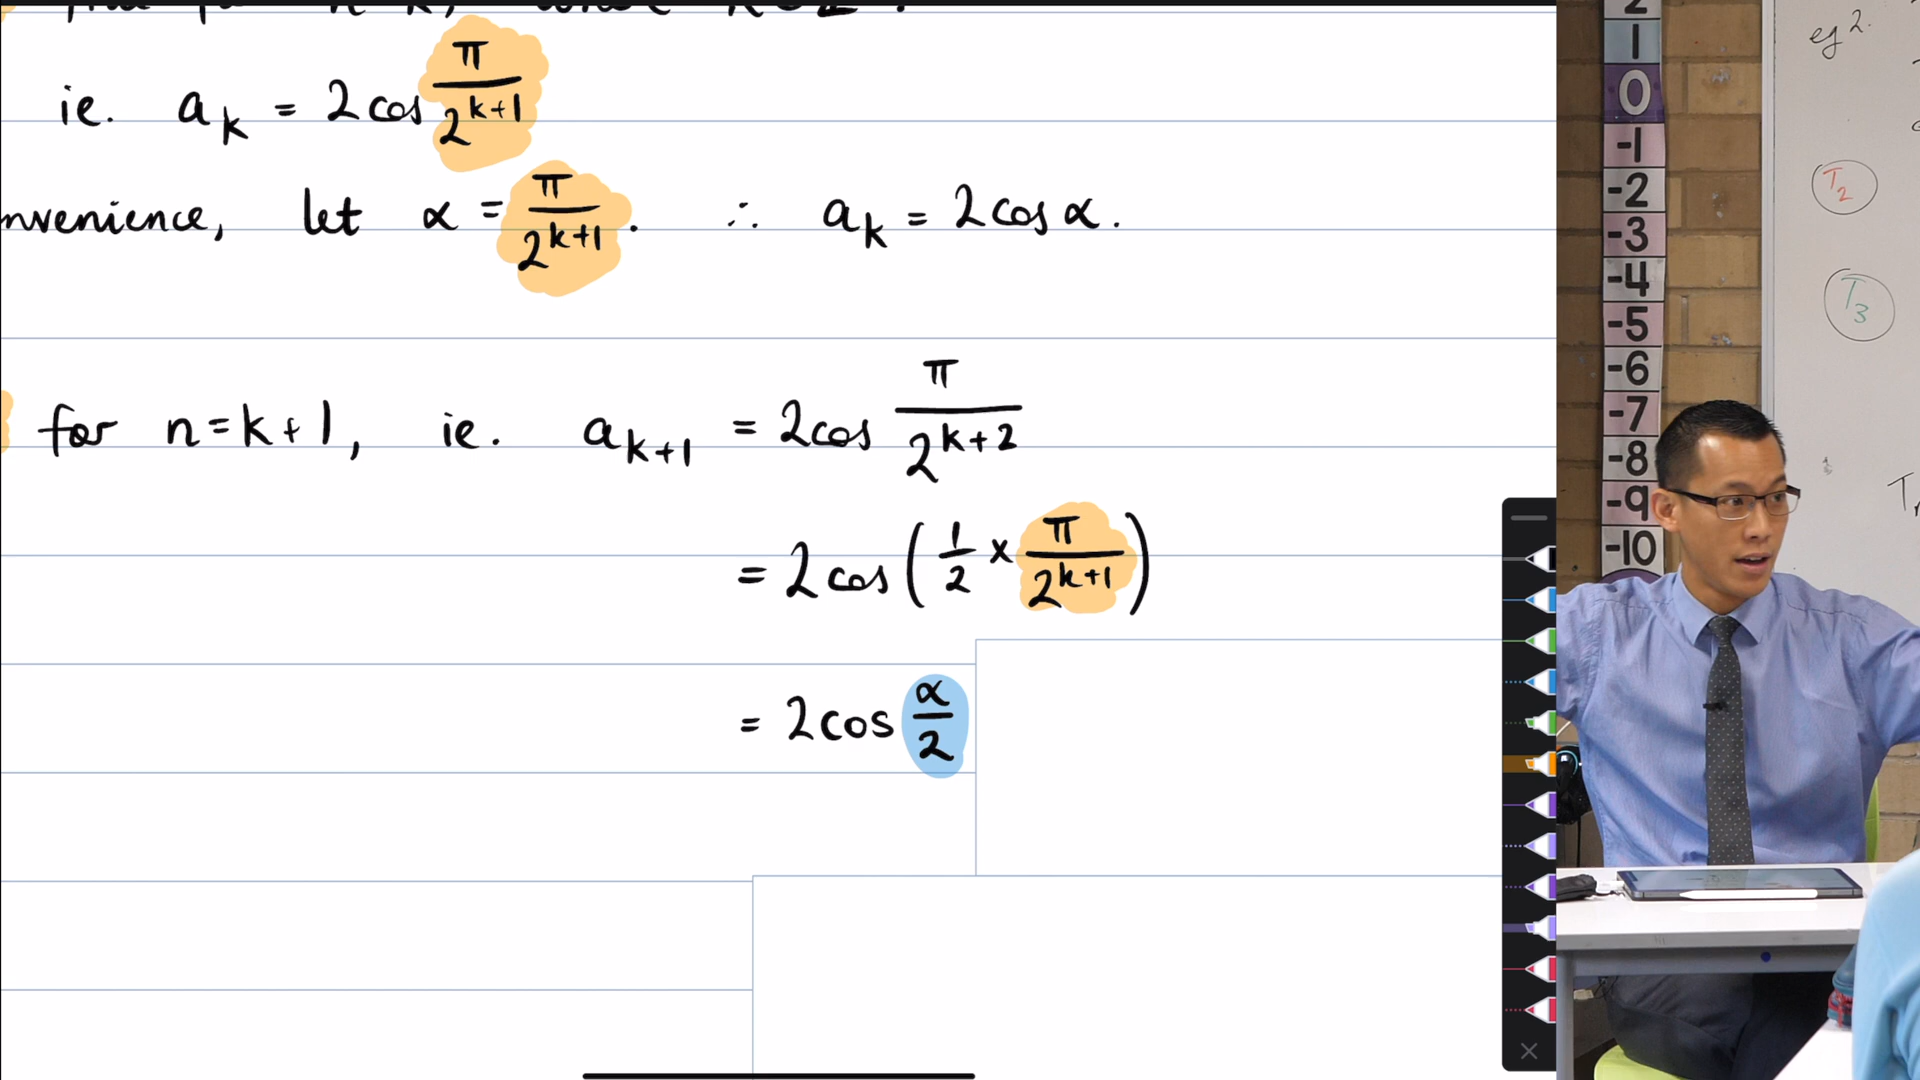 ie. a_k = 2cos π/2^(k+1)
nvenience, let α = π/2^(k+1). ∴ a_k = 2cos α.
for n=k+1, ie. a_(k+1) = 2cos π/2^(k+2)
= 2cos (1/2 × π/2^(k+1))
= 2cos α/2
2
1
0
-1
-2
-3
-4
-5
-6
-7
-8
-9
-10
eg 2.
T2
T3